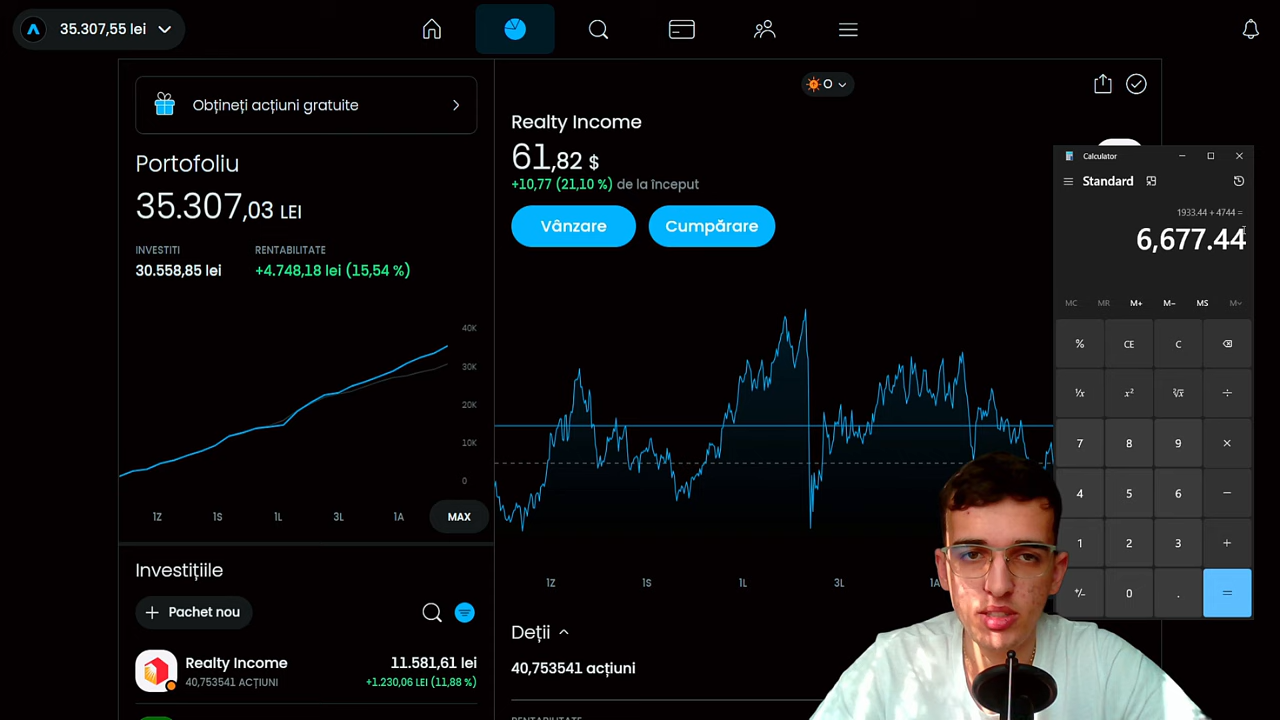 35.307,55 lei
Obțineți acțiuni gratuite
Portofoliu
35.307,03 LEI
INVESTITI
RENTABILITATE
30.558,85 lei
+4.748,18 lei (15,54 %)
40K
30K
20K
10K
0
1Z
1S
1L
3L
1A
MAX
Investițiile
Pachet nou
Realty Income
11.581,61 lei
40,753541 ACȚIUNI
+1.230,06 LEI (11,88 %)
O
Realty Income
61,82 $
+10,77 (21,10 %) de la început
Vânzare
Cumpărare
1Z
1S
1L
3L
1A
Deții
40,753541 acțiuni
Calculator
Standard
1933.44 + 4744 =
6,677.44
MC
MR
M+
M−
MS
M˅
%
CE
C
¹/x
x²
²√x
÷
7
8
9
×
4
5
6
−
1
2
3
+
+/−
0
.
=